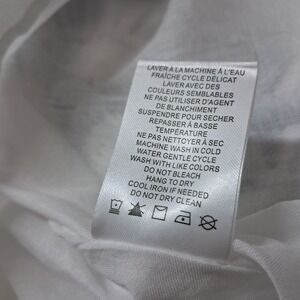 LAVER A LA MACHINE À L'EAU
FRAÎCHE CYCLE DÉLICAT
LAVER AVEC DES
COULEURS SEMBLABLES
NE PAS UTILISER D'AGENT
DE BLANCHIMENT
SUSPENDRE POUR SECHER
REPASSER À BASSE
TEMPÉRATURE
NE PAS NETTOYER À SEC
MACHINE WASH IN COLD
WATER GENTLE CYCLE
WASH WITH LIKE COLORS
DO NOT BLEACH
HANG TO DRY
COOL IRON IF NEEDED
DO NOT DRY CLEAN